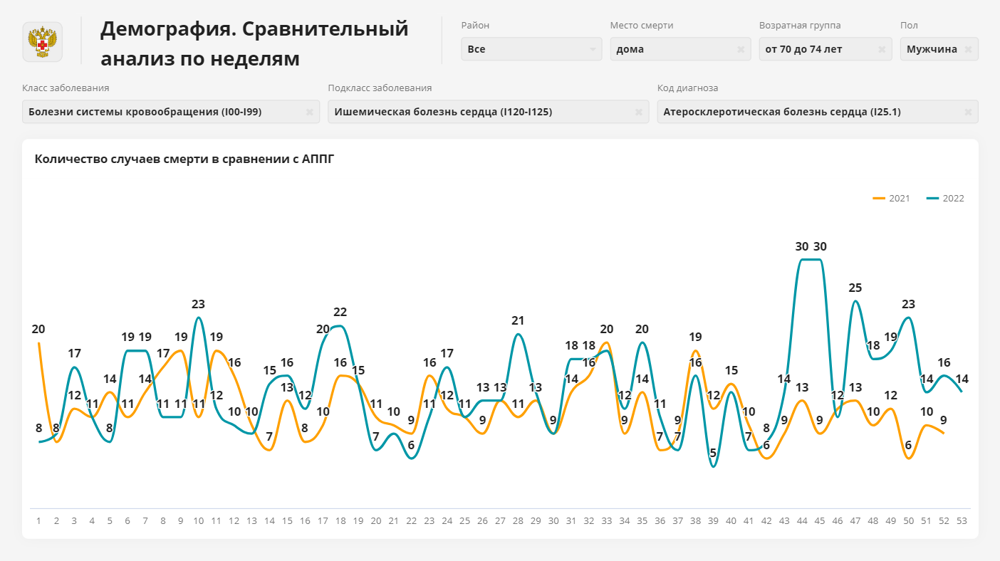 Демография. Сравнительный
анализ по неделям
Район
Все
Место смерти
дома
Возратная группа
от 70 до 74 лет
Пол
Мужчина
Класс заболевания
Болезни системы кровообращения (I00-I99)
Подкласс заболевания
Ишемическая болезнь сердца (I120-I125)
Код диагноза
Атеросклеротическая болезнь сердца (I25.1)
Количество случаев смерти в сравнении с АППГ
2021 2022
30 30
25
23 23
22
21
20 20 20 20
19 19 19 19 19 19
18 18 18
17 17 17
16 16 16 16 16 16 16
15 15 15
14 14 14 14 14 14 14
13 13 13 13 13 13
12 12 12 12 12 12 12 12
11 11 11 11 11 11 11 11 11 11
10 10 10 10 10 10 10
9 9 9 9 9 9 9 9
8 8 8 8 8
7 7 7 7 7
6 6 6
5
1 2 3 4 5 6 7 8 9 10 11 12 13 14 15 16 17 18 19 20 21 22 23 24 25 26 27 28 29 30 31 32 33 34 35 36 37 38 39 40 41 42 43 44 45 46 47 48 49 50 51 52 53